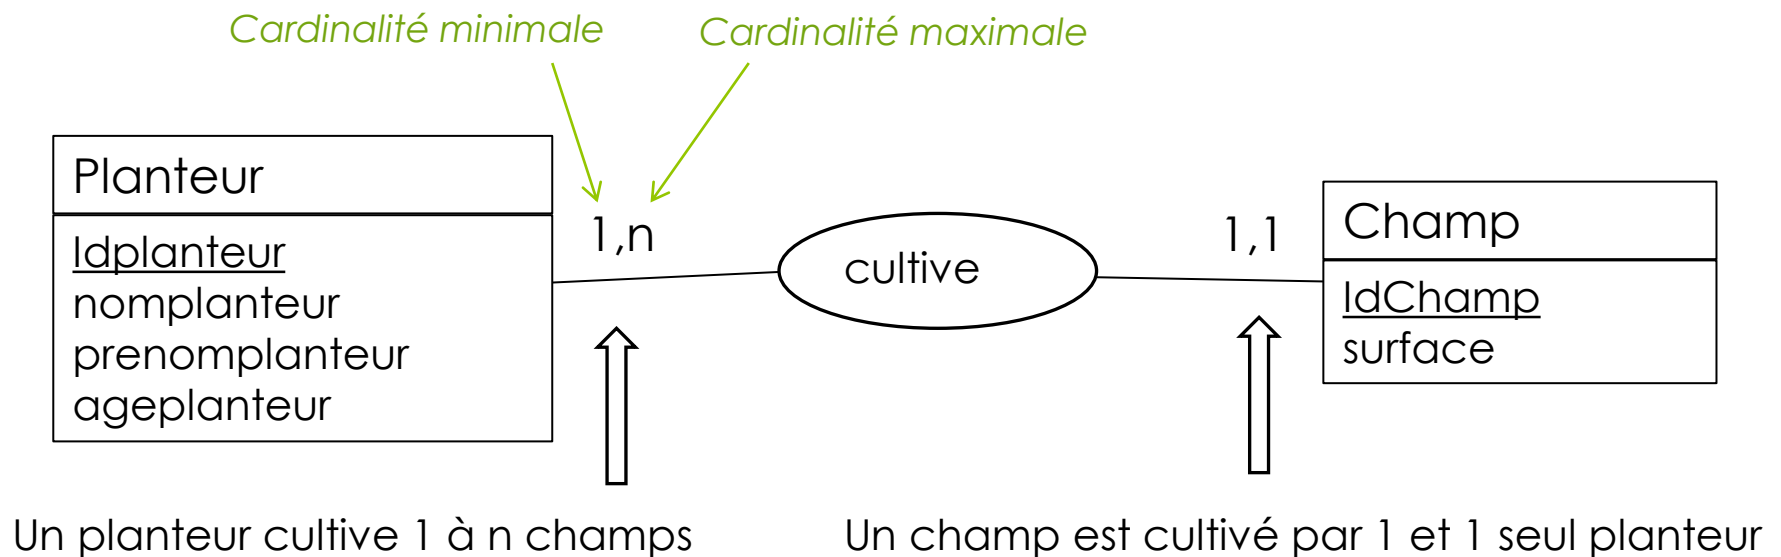 Cardinalité minimale
Cardinalité maximale
Planteur
Idplanteur
nomplanteur
prenomplanteur
ageplanteur
1,n
cultive
1,1
Champ
IdChamp
surface
Un planteur cultive 1 à n champs
Un champ est cultivé par 1 et 1 seul planteur